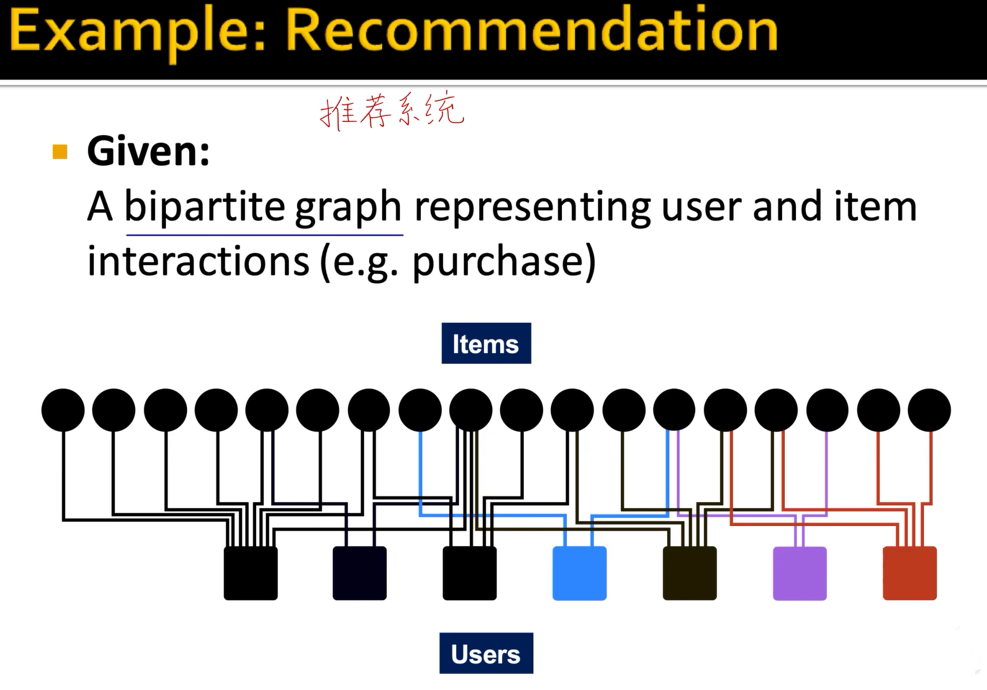 Example: Recommendation
推荐系统
Given:
A bipartite graph representing user and item
interactions (e.g. purchase)
Items
Users